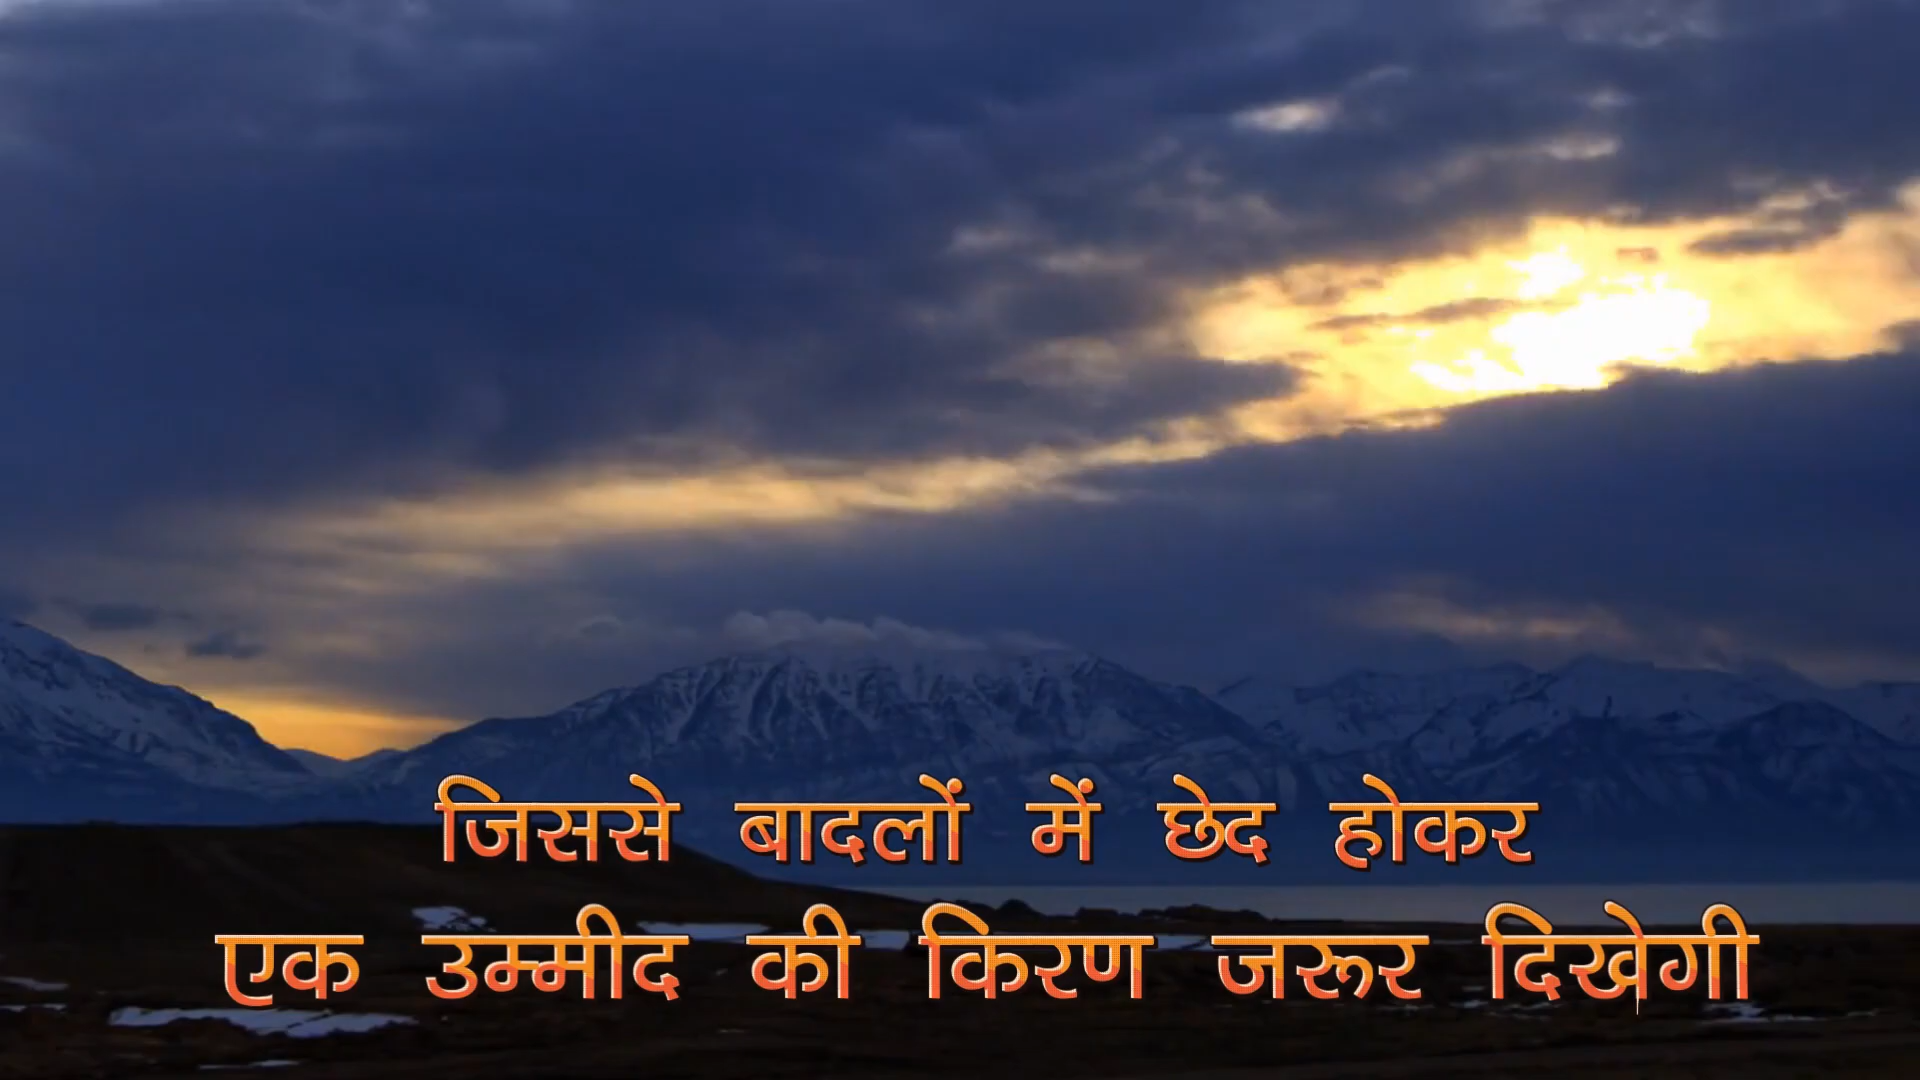 जिससे बादलों में छेद होकर
एक उम्मीद की किरण जरूर दिखेगी